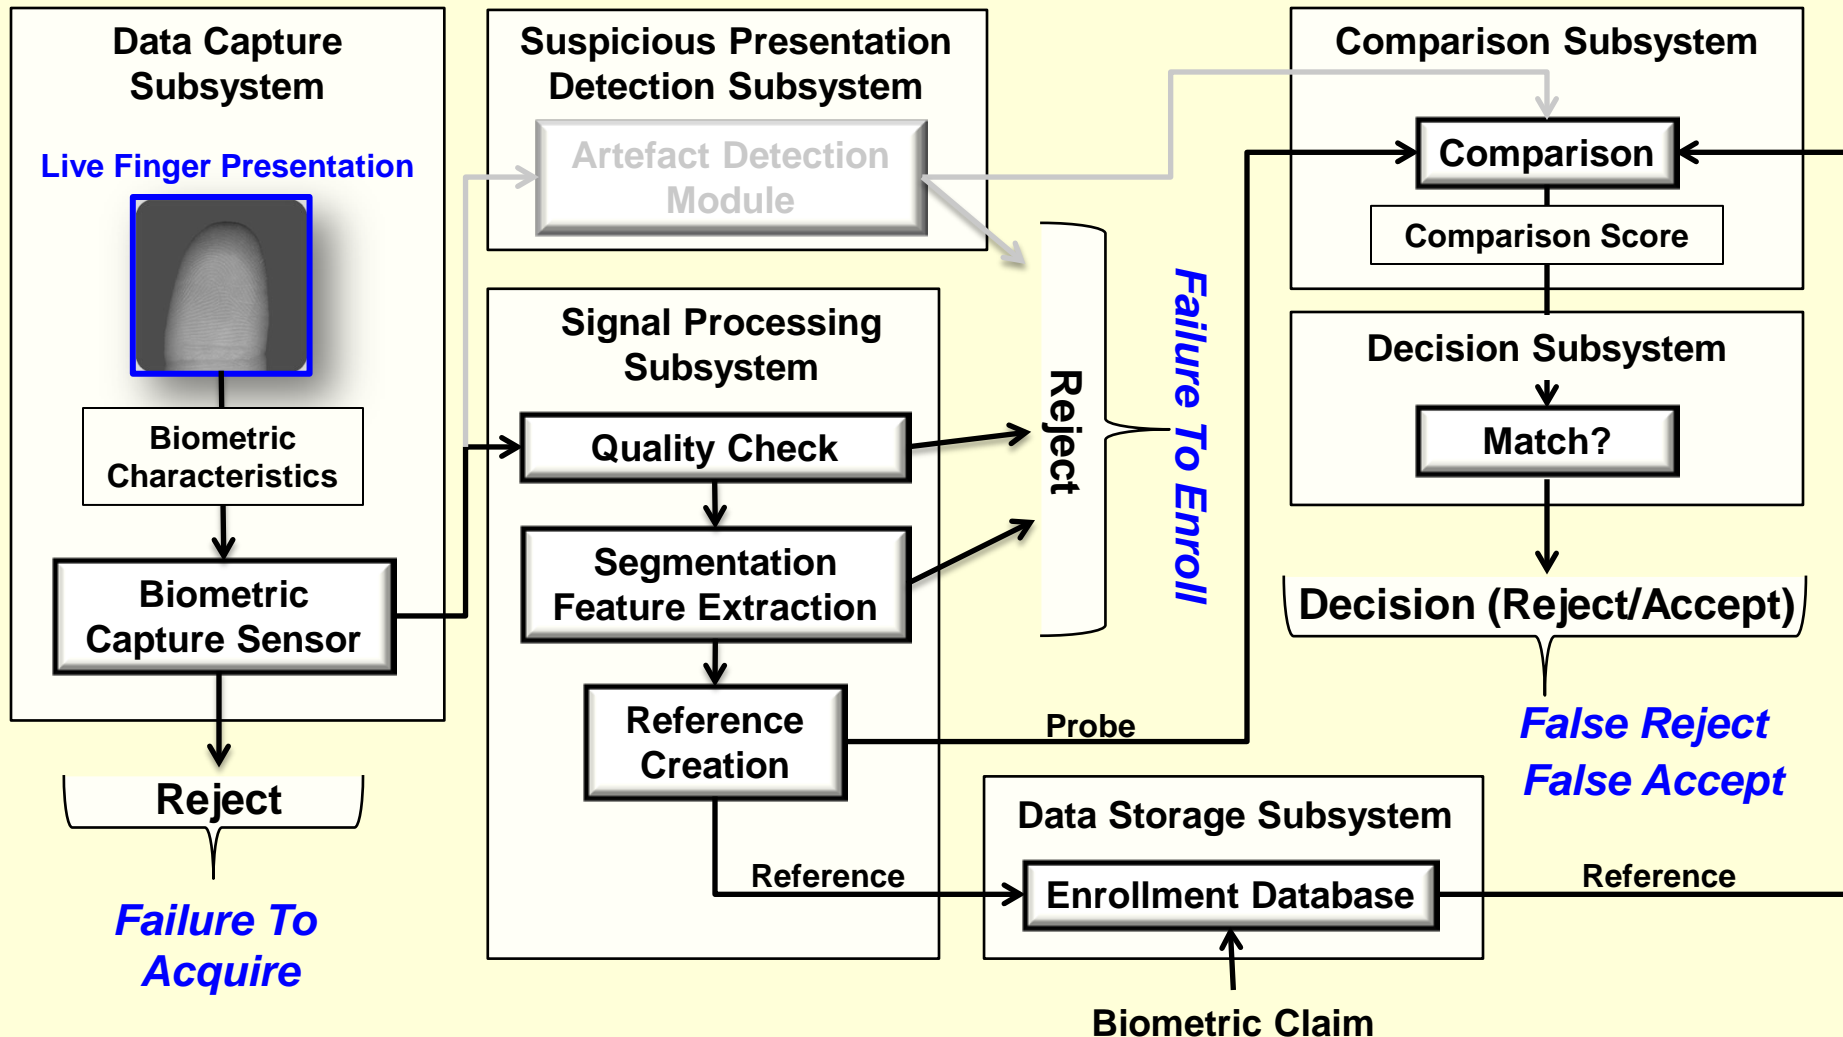 Data Capture
Subsystem
Live Finger Presentation
Biometric
Characteristics
Biometric
Capture Sensor
Reject
Failure To
Acquire
Suspicious Presentation
Detection Subsystem
Artefact Detection
Module
Signal Processing
Subsystem
Quality Check
Segmentation
Feature Extraction
Reference
Creation
Reject
Failure To Enroll
Probe
Reference
Data Storage Subsystem
Enrollment Database
Biometric Claim
Reference
Comparison Subsystem
Comparison
Comparison Score
Decision Subsystem
Match?
Decision (Reject/Accept)
False Reject
False Accept